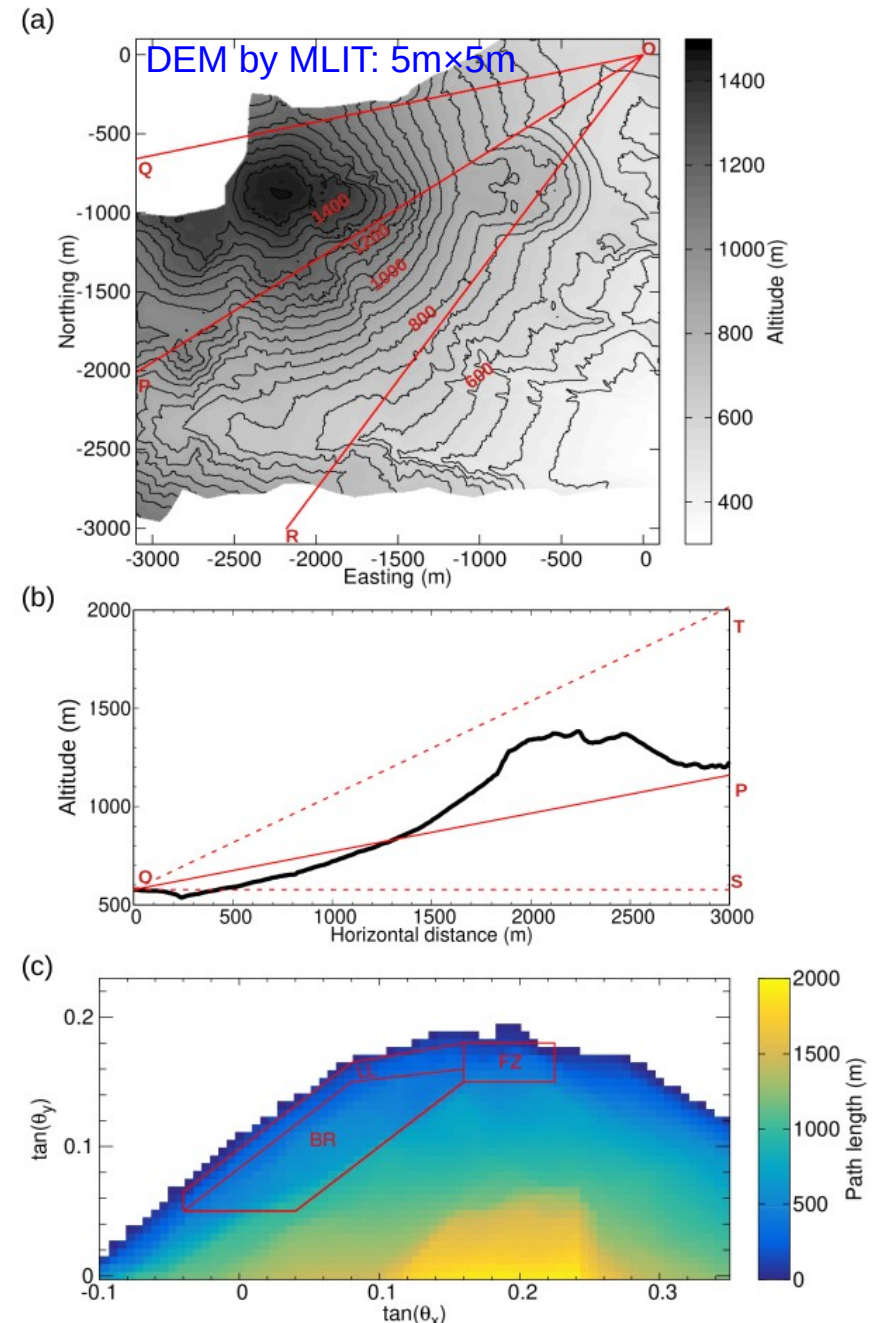 (a)
DEM by MLIT: 5m×5m
O
Q
P
R
1400
1200
1000
800
600
0
-500
-1000
-1500
-2000
-2500
-3000
Northing (m)
-3000 -2500 -2000 -1500 -1000 -500 0
Easting (m)
1400
1200
1000
800
600
400
Altitude (m)
(b)
2000
1500
1000
500
Altitude (m)
O
T
P
S
0 500 1000 1500 2000 2500 3000
Horizontal distance (m)
(c)
0.2
0.1
0
tan(θy)
FZ
BR
-0.1 0 0.1 0.2 0.3
tan(θx)
2000
1500
1000
500
0
Path length (m)